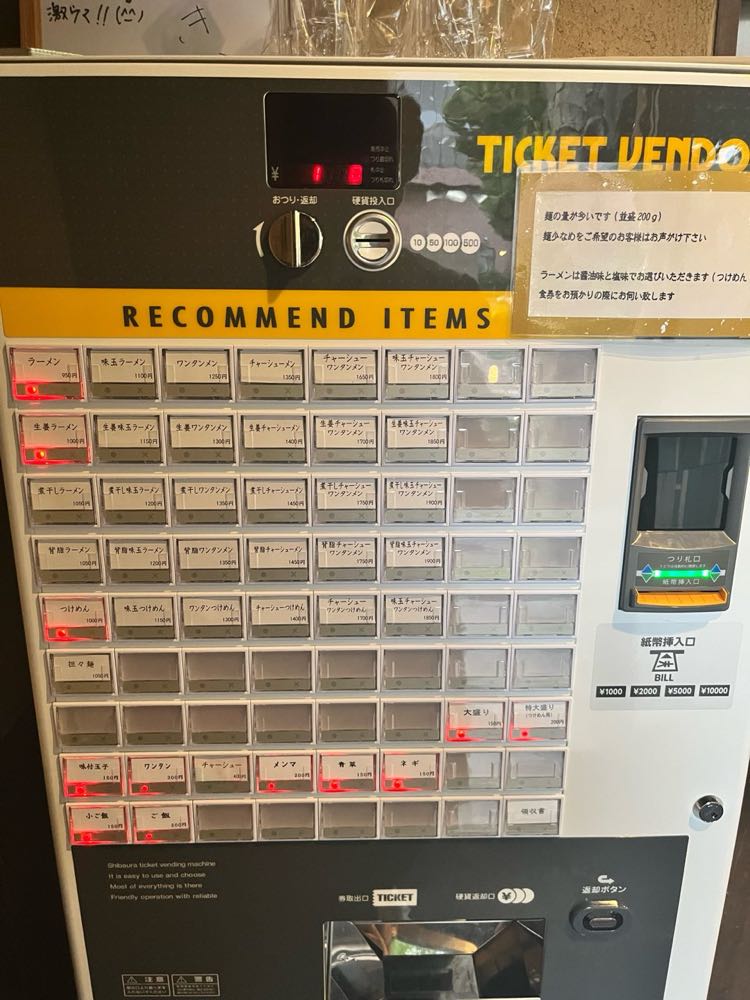 激ウマ!! (^^)
き
TICKET VENDO
¥
おつり・返却
硬貨投入口
10 50 100 500
麺の量が多いです(並盛200g)
麺少なめをご希望のお客様はお声がけ下さい
ラーメンは醤油味と塩味でお選びいただきます(つけめん
食券をお預かりの際にお伺い致します
RECOMMEND ITEMS
ラーメン 950円
味玉ラーメン 1100円
ワンタンメン 1250円
チャーシューメン 1350円
チャーシューワンタンメン 1650円
味玉チャーシューワンタンメン 1800円
生姜ラーメン 1000円
生姜味玉ラーメン 1150円
生姜ワンタンメン 1300円
生姜チャーシューメン 1400円
生姜チャーシューワンタンメン 1700円
生姜味玉チャーシューワンタンメン 1850円
煮干しラーメン 1050円
煮干し味玉ラーメン 1200円
煮干しワンタンメン 1350円
煮干しチャーシューメン 1450円
煮干しチャーシューワンタンメン 1750円
煮干し味玉チャーシューワンタンメン 1900円
背脂ラーメン 1050円
背脂味玉ラーメン 1200円
背脂ワンタンメン 1350円
背脂チャーシューメン 1450円
背脂チャーシューワンタンメン 1750円
背脂味玉チャーシューワンタンメン 1900円
つけめん 1000円
味玉つけめん 1150円
ワンタンつけめん 1300円
チャーシューつけめん 1400円
チャーシューワンタンつけめん 1700円
味玉チャーシューワンタンつけめん 1850円
担々麺 1050円
大盛り 150円
特大盛り (つけめん用) 200円
味付玉子 150円
ワンタン 300円
チャーシュー 400円
メンマ 200円
青菜 150円
ネギ 150円
小ご飯 150円
ご飯 200円
領収書
つり札口
紙幣挿入口
紙幣挿入口
BILL
¥1000 ¥2000 ¥5000 ¥10000
Shibaura ticket vending machine
It is easy to use and choose
Most of everything is there
Friendly operation with reliable
券取出口 TICKET
硬貨返却口 ¥
返却ボタン
注意
警告